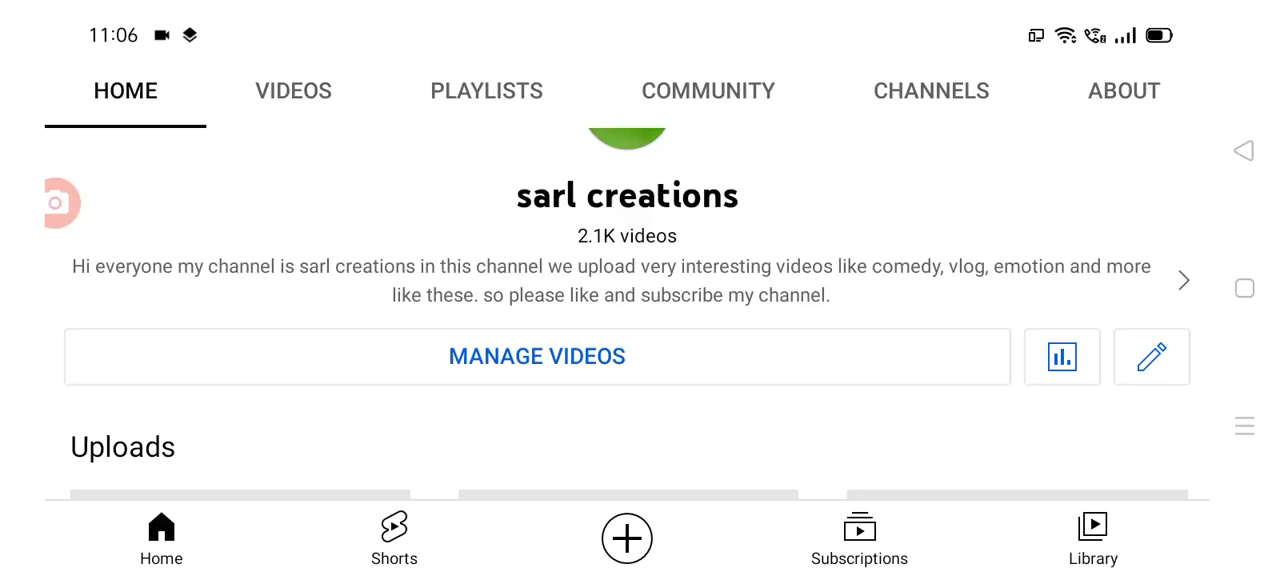 11:06
HOME VIDEOS PLAYLISTS COMMUNITY CHANNELS ABOUT
sarl creations
2.1K videos
Hi everyone my channel is sarl creations in this channel we upload very interesting videos like comedy, vlog, emotion and more
like these. so please like and subscribe my channel.
MANAGE VIDEOS
Uploads
Home Shorts Subscriptions Library